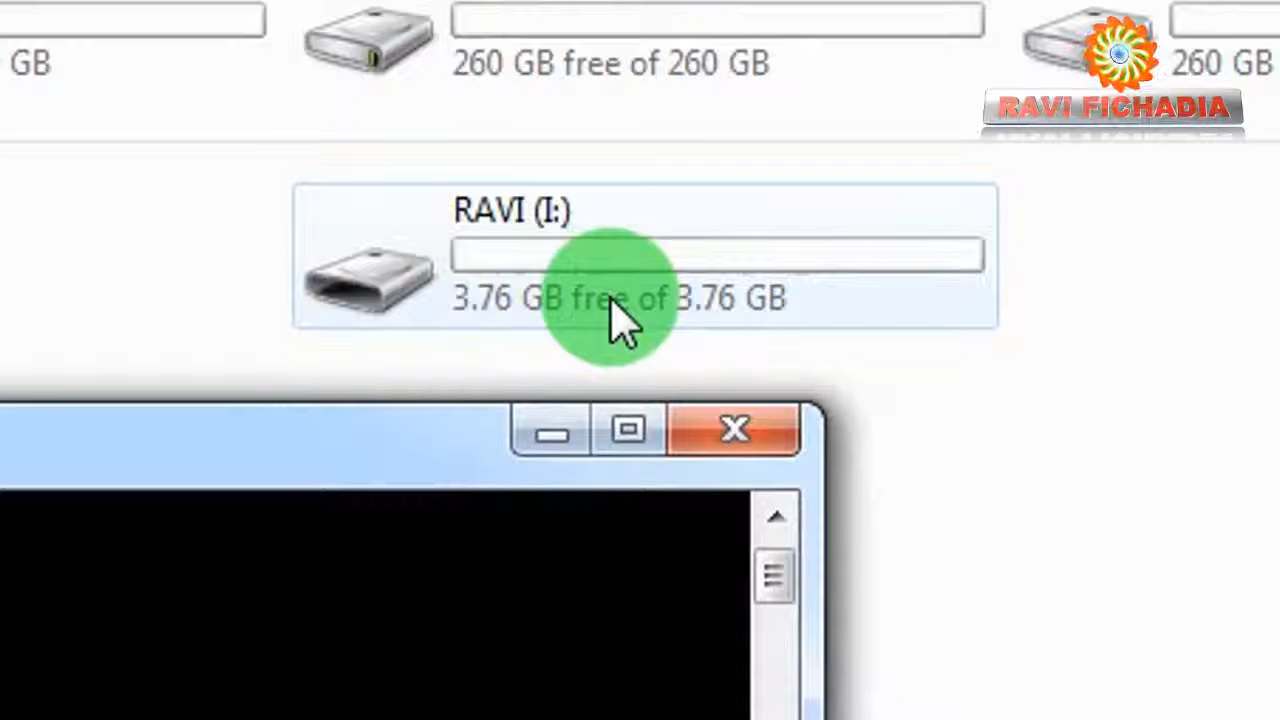 GB
260 GB free of 260 GB
260 GB
RAVI FICHADIA
RAVI (I:)
3.76 GB free of 3.76 GB